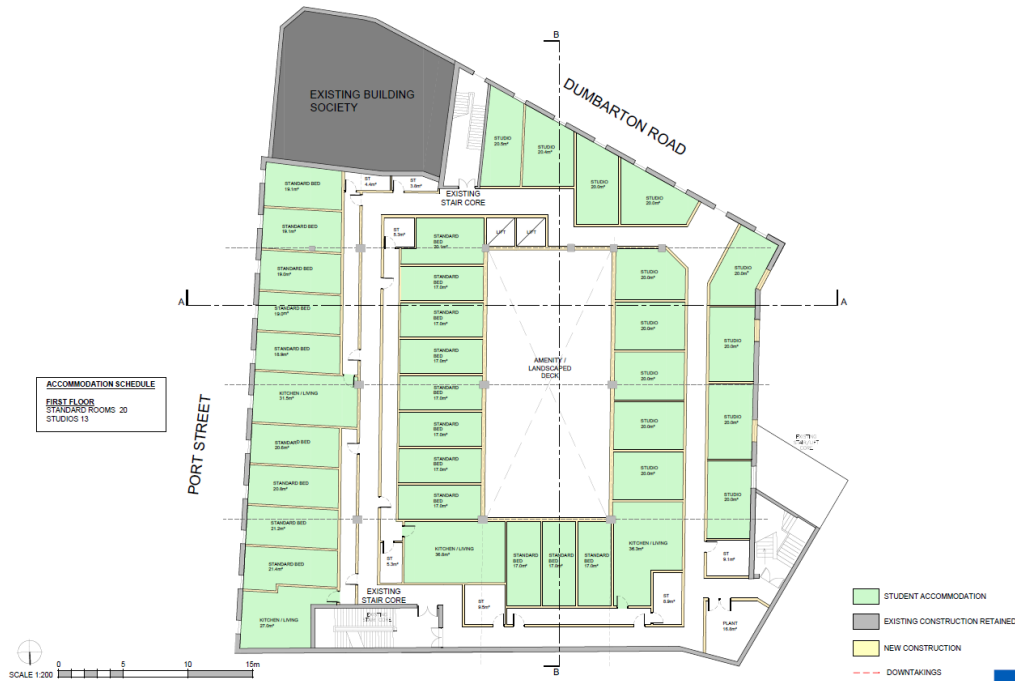 B
DUMBARTON ROAD
EXISTING BUILDING
SOCIETY
STUDIO
20.5m²
STUDIO
20.4m²
STUDIO
20.0m²
STUDIO
20.0m²
ST
4.4m²
ST
3.8m²
EXISTING
STAIR CORE
STANDARD BED
19.1m²
STANDARD BED
19.1m²
STANDARD BED
19.0m²
STANDARD BED
19.0m²
STANDARD BED
18.9m²
KITCHEN / LIVING
31.5m²
STANDARD BED
20.6m²
STANDARD BED
20.8m²
STANDARD BED
21.2m²
STANDARD BED
21.4m²
KITCHEN / LIVING
27.0m²
ST
5.3m²
STANDARD
BED
20.1m²
LIFT
LIFT
STANDARD
BED
17.0m²
STANDARD
BED
17.0m²
STANDARD
BED
17.0m²
STANDARD
BED
17.0m²
STANDARD
BED
17.0m²
STANDARD
BED
17.0m²
STANDARD
BED
17.0m²
AMENITY /
LANDSCAPED
DECK
STUDIO
20.0m²
STUDIO
20.0m²
STUDIO
20.0m²
STUDIO
20.0m²
STUDIO
20.0m²
STUDIO
20.0m²
STUDIO
20.0m²
STUDIO
20.0m²
STUDIO
20.0m²
A
A
ACCOMMODATION SCHEDULE
FIRST FLOOR
STANDARD ROOMS 20
STUDIOS 13
PORT STREET
KITCHEN / LIVING
36.8m²
STANDARD
BED
17.0m²
STANDARD
BED
17.0m²
STANDARD
BED
17.0m²
KITCHEN / LIVING
36.3m²
ST
5.3m²
EXISTING
STAIR CORE
ST
9.5m²
ST
6.8m²
ST
9.1m²
PLANT
16.6m²
B
STUDENT ACCOMMODATION
EXISTING CONSTRUCTION RETAINED
NEW CONSTRUCTION
DOWNTAKINGS
SCALE 1:200
0
5
10
15m